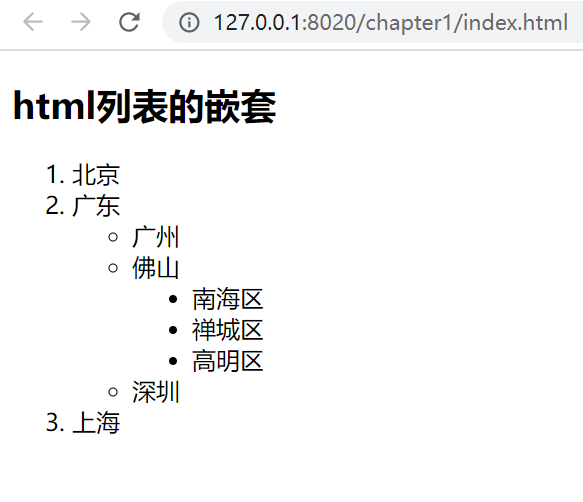 127.0.0.1:8020/chapter1/index.html
html列表的嵌套
1. 北京
2. 广东
广州
佛山
南海区
禅城区
高明区
深圳
3. 上海